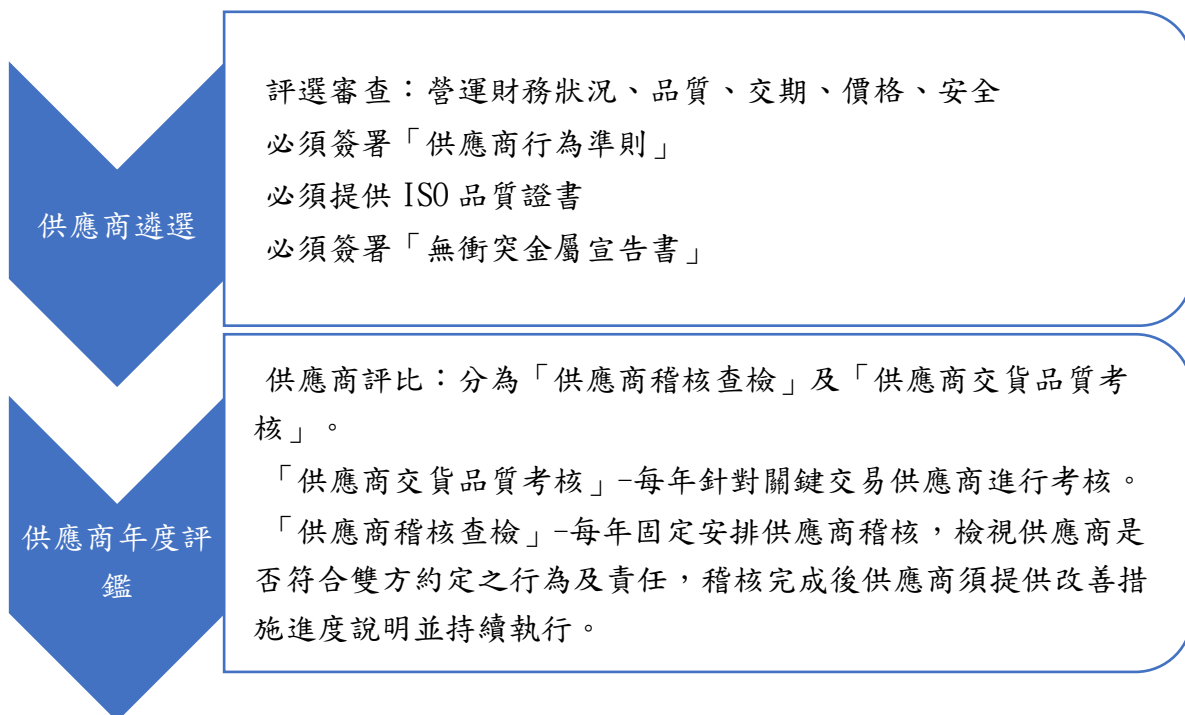 供應商遴選
評選審查：營運財務狀況、品質、交期、價格、安全
必須簽署「供應商行為準則」
必須提供 ISO 品質證書
必須簽署「無衝突金屬宣告書」
供應商年度評
鑑
供應商評比：分為「供應商稽核查檢」及「供應商交貨品質考
核」。
「供應商交貨品質考核」-每年針對關鍵交易供應商進行考核。
「供應商稽核查檢」-每年固定安排供應商稽核，檢視供應商是
否符合雙方約定之行為及責任，稽核完成後供應商須提供改善措
施進度說明並持續執行。